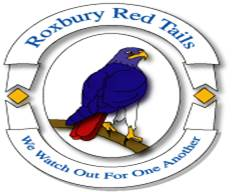 Roxbury Red Tails
We Watch Out For One Another